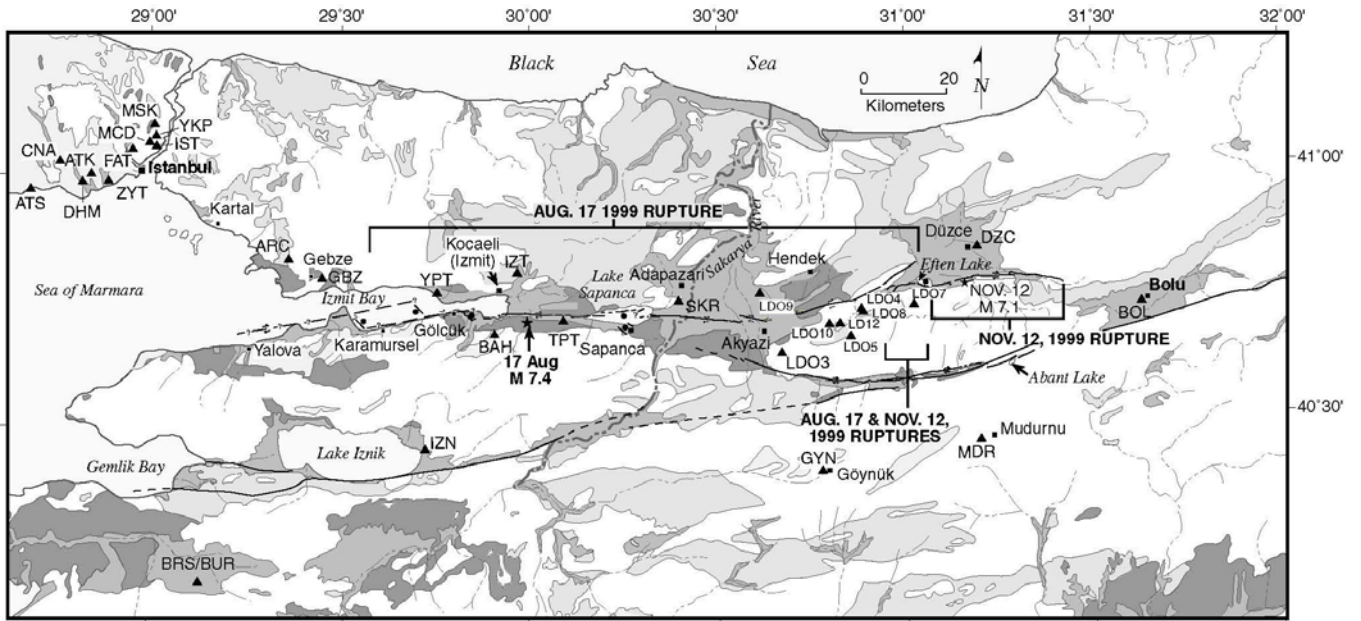 29°00'
29°30'
30°00'
30°30'
31°00'
31°30'
32°00'
Black Sea
0 20
Kilometers
N
MSK
YKP
MCD
IST
CNA
ATK
FAT
Istanbul
ZYT
ATS
DHM
41°00'
Kartal
AUG. 17 1999 RUPTURE
River
Sakarya
Düzce
DZC
ARC
Gebze
GBZ
Kocaeli
(Izmit)
IZT
YPT
Lake
Sapanca
Adapazari
SKR
Hendek
Eften Lake
Sea of Marmara
Izmit Bay
LDO9
LDO4
LDO7
LDO8
NOV. 12
M 7.1
Bolu
BOL
Gölcük
LDO10
LD12
LDO5
Karamursel
BAH
TPT
Sapanca
Akyazi
NOV. 12, 1999 RUPTURE
Yalova
17 Aug
M 7.4
LDO3
Abant Lake
40°30'
AUG. 17 & NOV. 12,
1999 RUPTURES
Lake Iznik
IZN
Gemlik Bay
GYN
Göynük
MDR
Mudurnu
BRS/BUR